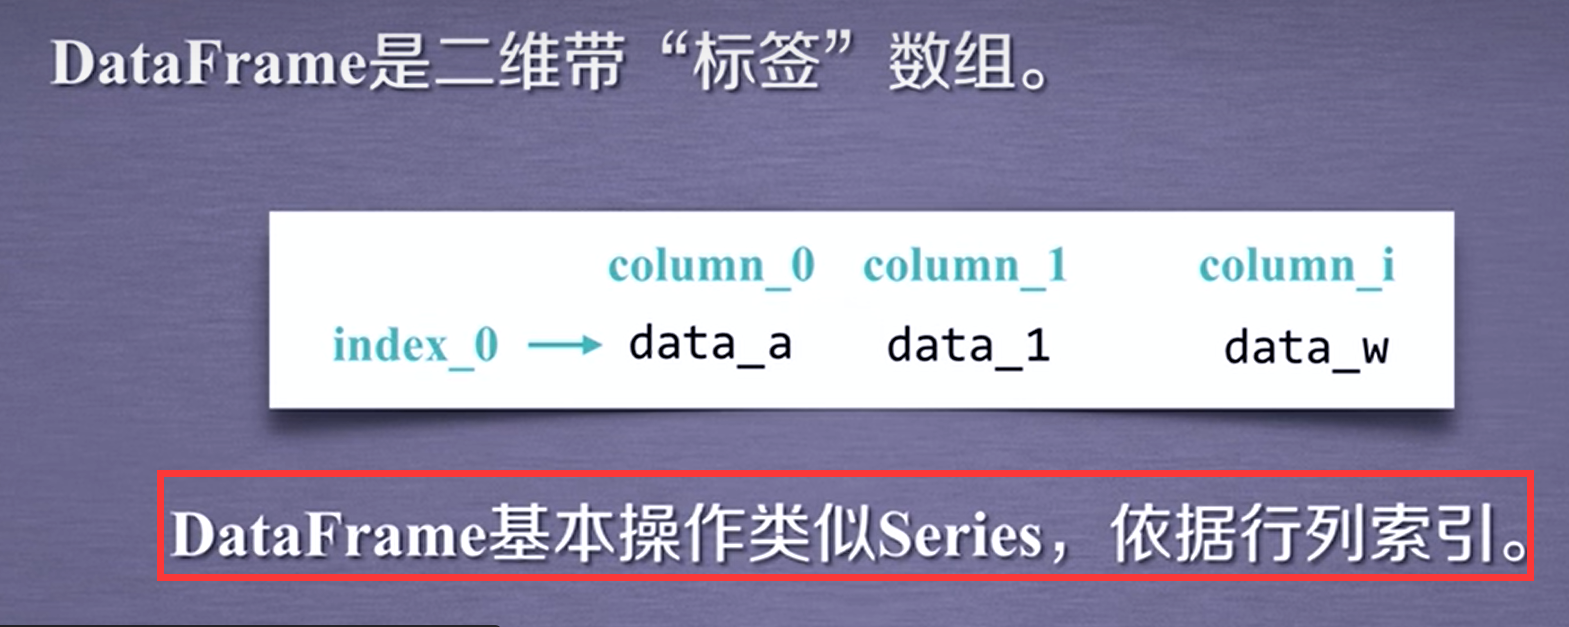 DataFrame是二维带“标签”数组。
column_0 column_1 column_i
index_0 data_a data_1 data_w
DataFrame基本操作类似Series，依据行列索引。